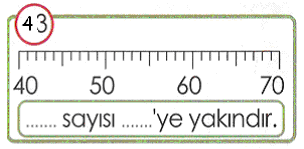 43
40 50 60 70
....... sayısı .......'ye yakındır.